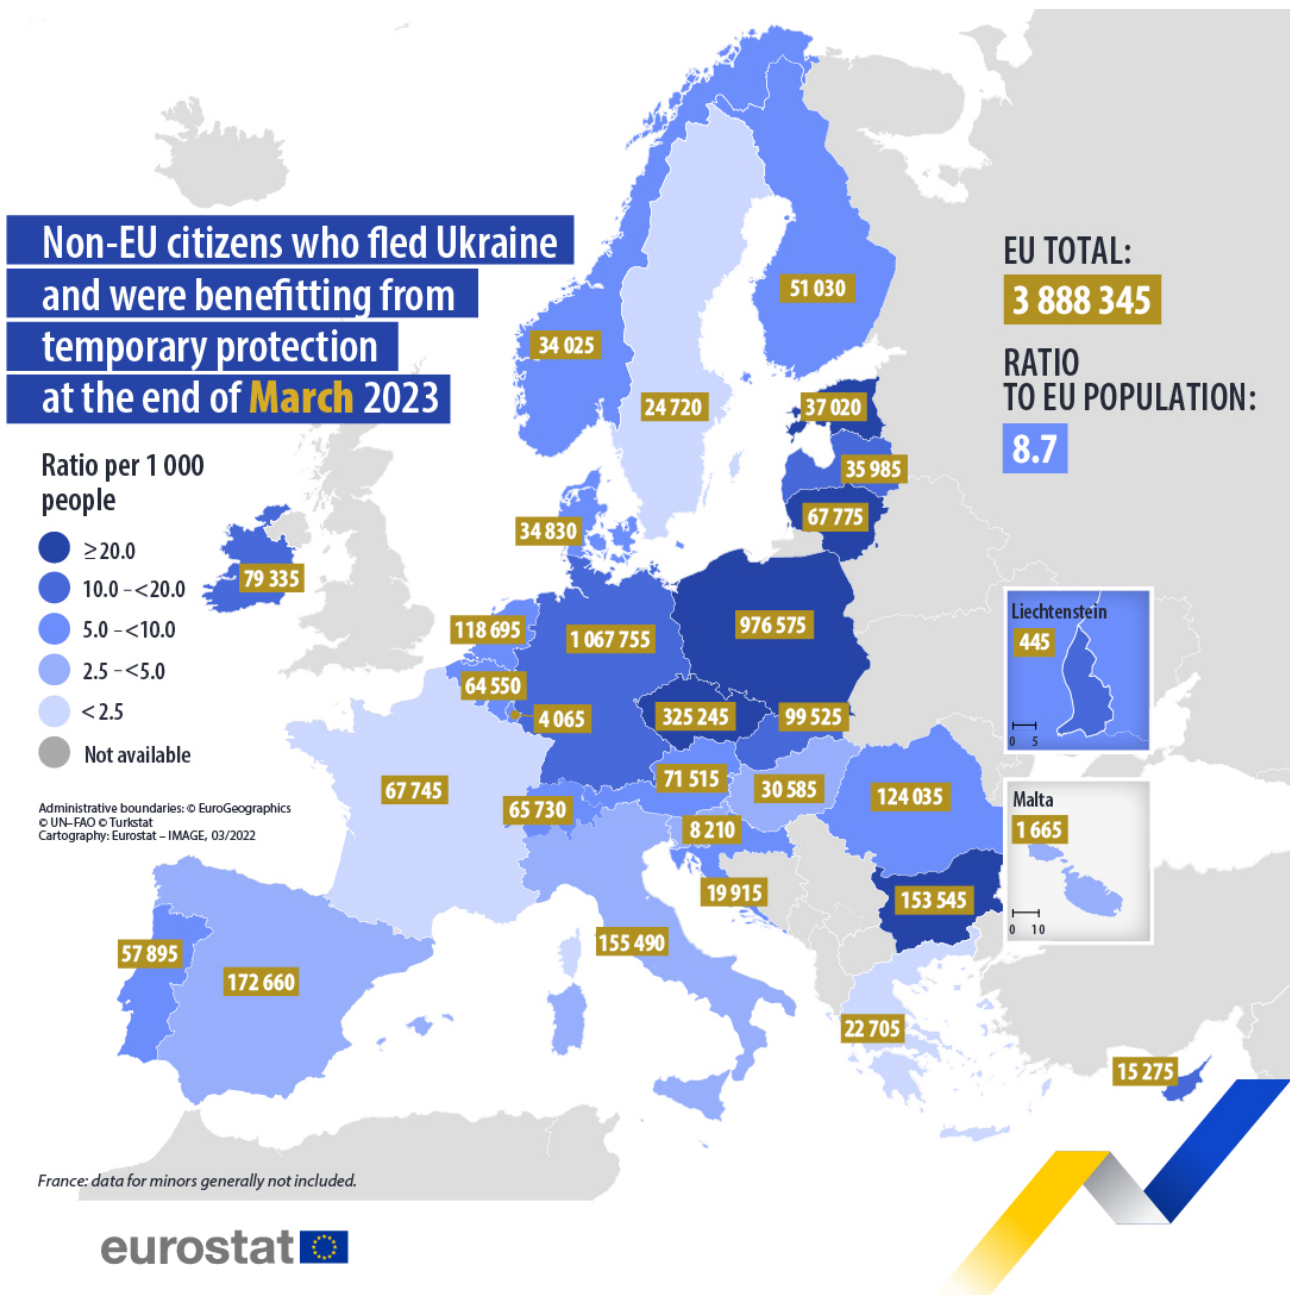 Non-EU citizens who fled Ukraine
and were benefitting from
temporary protection
at the end of March 2023
EU TOTAL:
3 888 345
RATIO
TO EU POPULATION:
8.7
Ratio per 1 000
people
≥20.0
10.0 –<20.0
5.0 –<10.0
2.5 –<5.0
< 2.5
Not available
Administrative boundaries: © EuroGeographics
© UN–FAO © Turkstat
Cartography: Eurostat – IMAGE, 03/2022
51 030
34 025
24 720
37 020
35 985
67 775
34 830
79 335
118 695
1 067 755
976 575
64 550
4 065
325 245
99 525
71 515
30 585
124 035
67 745
65 730
8 210
19 915
153 545
57 895
172 660
155 490
22 705
15 275
Liechtenstein
445
0 5
Malta
1 665
0 10
France: data for minors generally not included.
eurostat